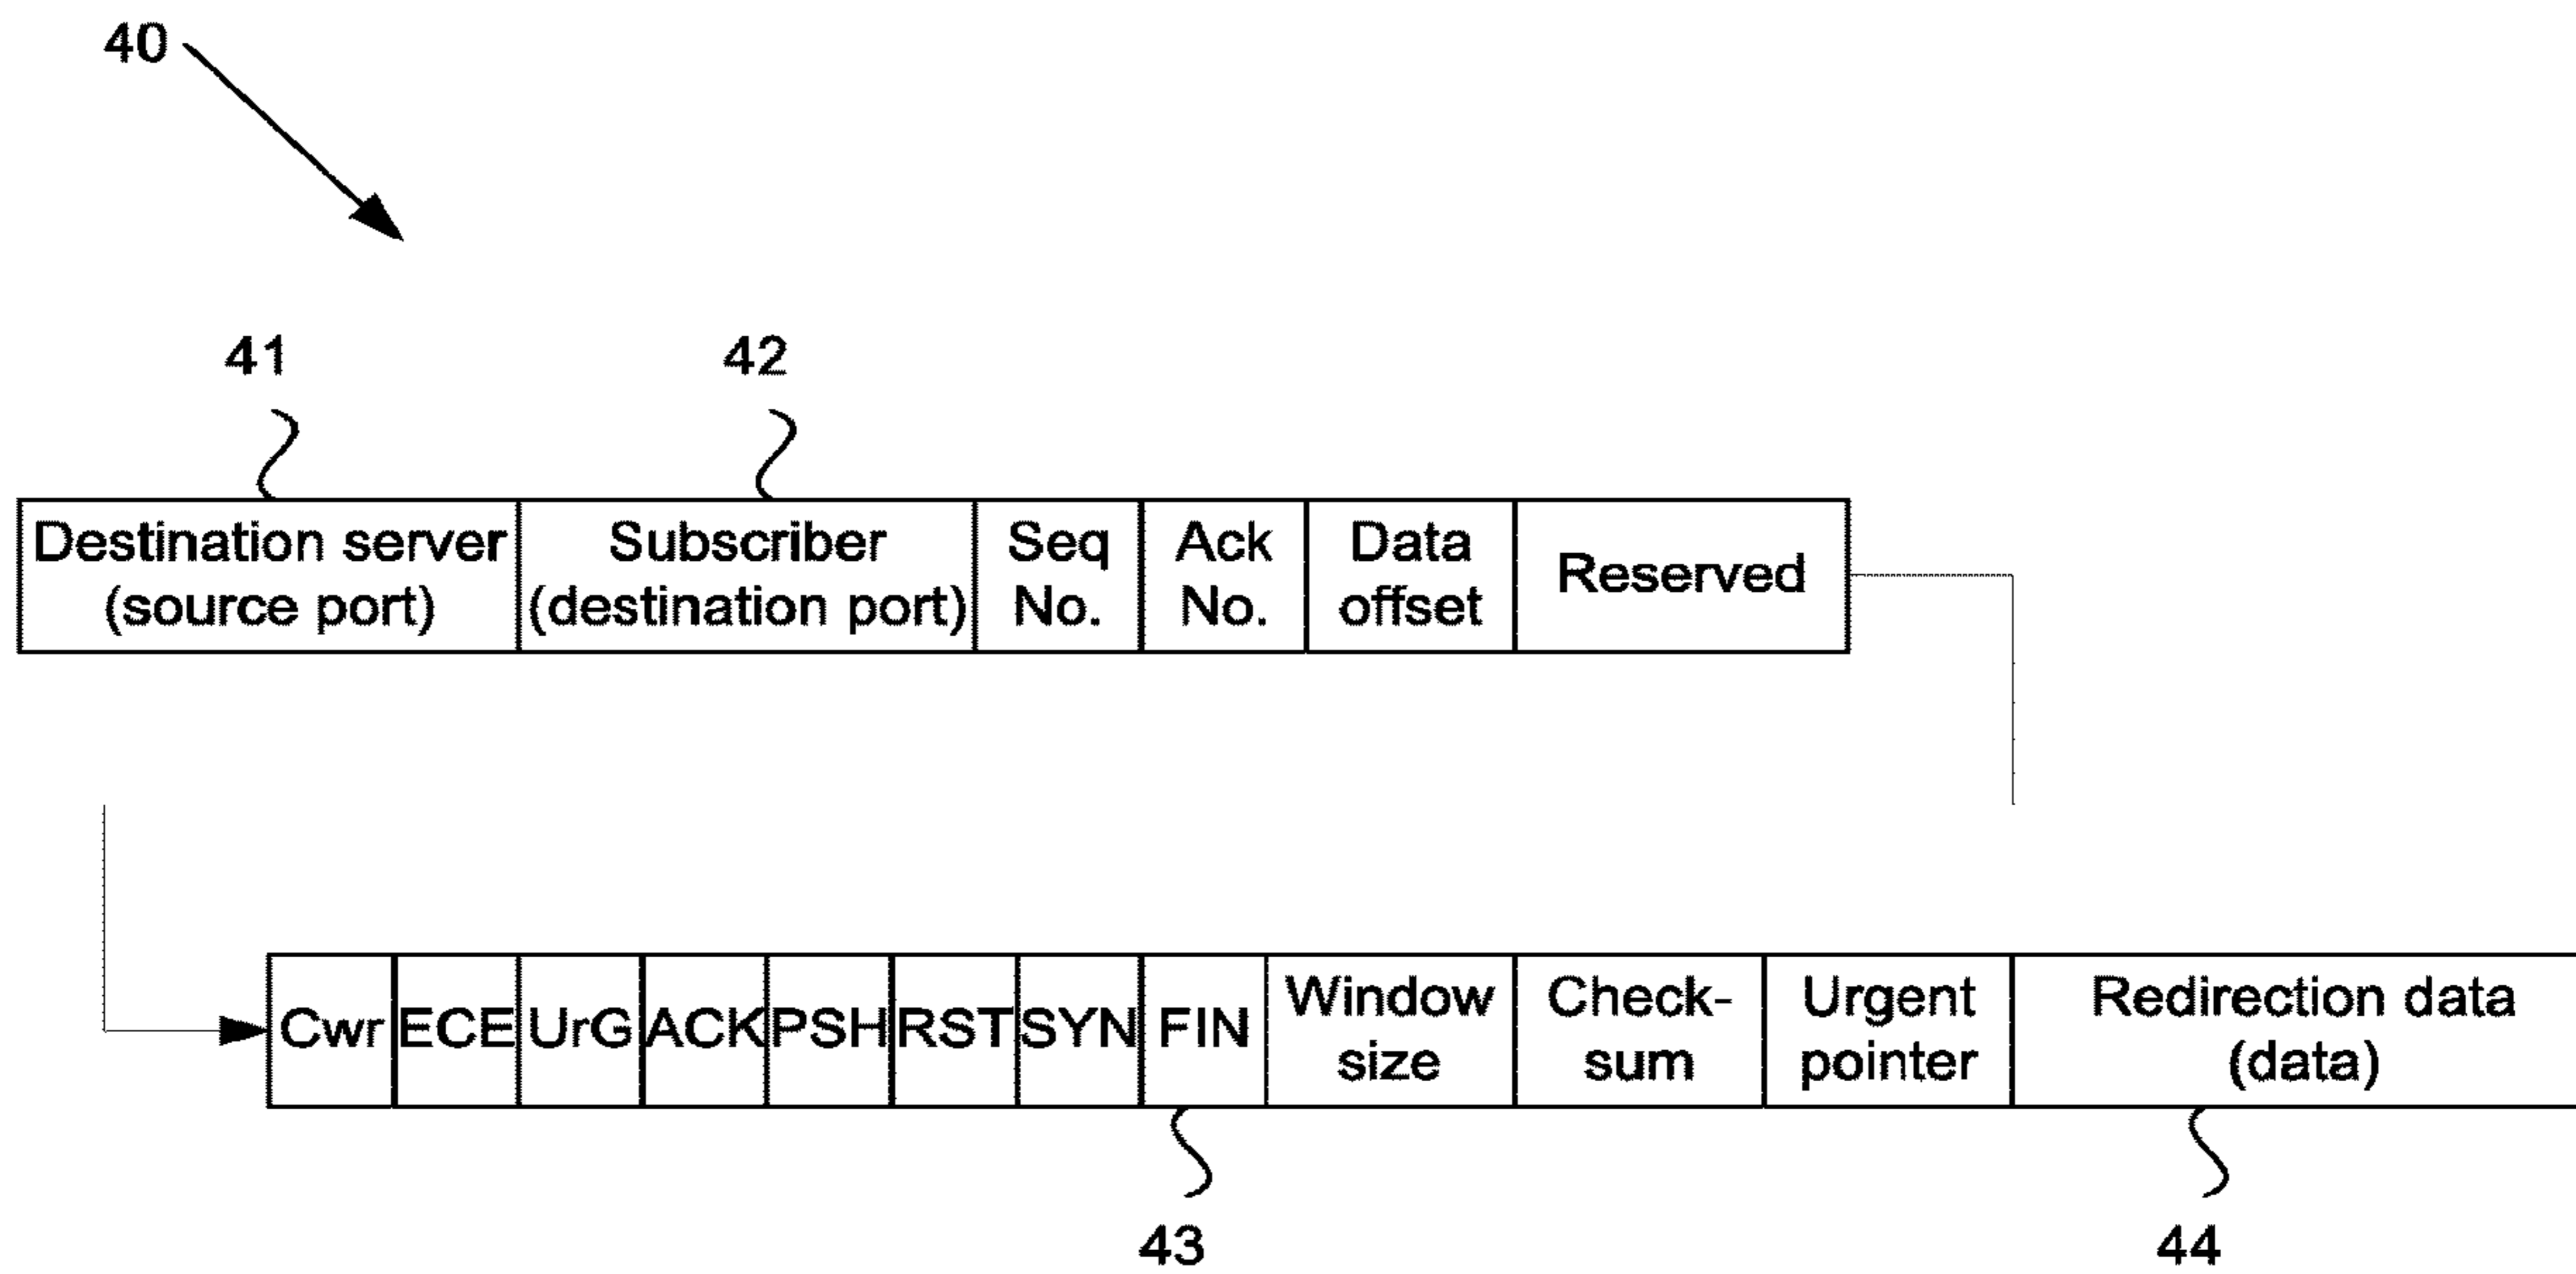 40
41
42
Destination server
(source port)
Subscriber
(destination port)
Seq
No.
Ack
No.
Data
offset
Reserved
Cwr
ECE
UrG
ACK
PSH
RST
SYN
FIN
Window
size
Check-
sum
Urgent
pointer
Redirection data
(data)
43
44